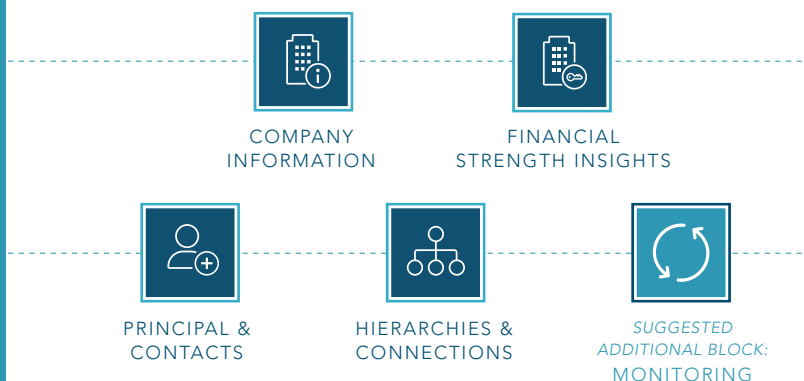 COMPANY
INFORMATION
FINANCIAL
STRENGTH INSIGHTS
PRINCIPAL &
CONTACTS
HIERARCHIES &
CONNECTIONS
SUGGESTED
ADDITIONAL BLOCK:
MONITORING